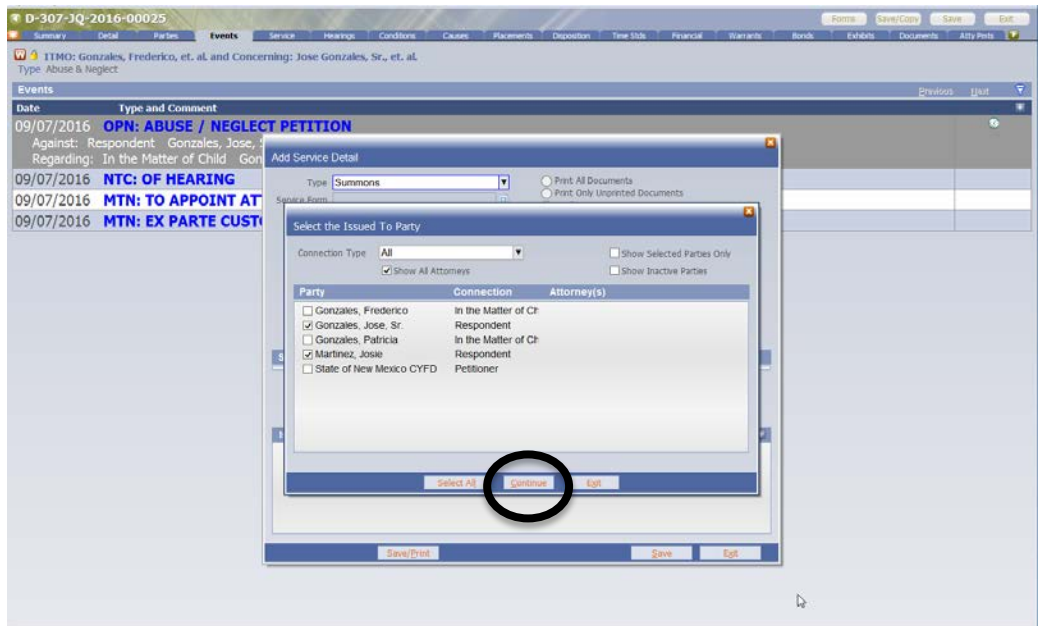 D-307-JQ-2016-00025 Forms Save/Copy Save Exit
Summary Detail Parties Events Service Hearings Conditions Causes Placements Disposition Time Stds Financial Warrants Bonds Exhibits Documents Atty Perts
W ITMO: Gonzales, Frederico, et. al. and Concerning: Jose Gonzales, Sr., et. al.
Type Abuse & Neglect
Events Previous Next
Date Type and Comment
09/07/2016 OPN: ABUSE / NEGLECT PETITION
Against: Respondent Gonzales, Jose,
Regarding: In the Matter of Child Gon
09/07/2016 NTC: OF HEARING
09/07/2016 MTN: TO APPOINT AT
09/07/2016 MTN: EX PARTE CUST
Add Service Detail
Type Summons Print All Documents
Service Form Print Only Unprinted Documents
Select the Issued To Party
Connection Type All Show Selected Parties Only
Show All Attorneys Show Inactive Parties
Party Connection Attorney(s)
Gonzales, Frederico In the Matter of Ch
Gonzales, Jose, Sr. Respondent
Gonzales, Patricia In the Matter of Ch
Martinez, Josie Respondent
State of New Mexico CYFD Petitioner
Select All Continue Exit
Save/Print Save Exit